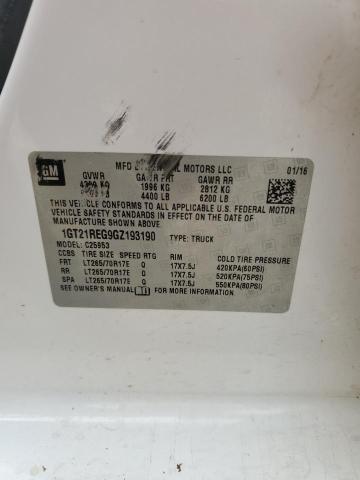 GM
MFD GENERAL MOTORS LLC 01/16
GVWR GAWR FRT GAWR RR
KG 1996 KG 2812 KG
LB 4400 LB 6200 LB
THIS VEHICLE CONFORMS TO ALL APPLICABLE U.S. FEDERAL MOTOR
VEHICLE SAFETY STANDARDS IN EFFECT ON THE DATE OF
MANUFACTURE SHOWN ABOVE.
1GT21REG9GZ193190 TYPE: TRUCK
MODEL: C25953
CCBS TIRE SIZE SPEED RTG RIM COLD TIRE PRESSURE
FRT LT265/70R17E Q 17X7.5J 420KPA(60PSI)
RR LT265/70R17E Q 17X7.5J 520KPA(75PSI)
SPA LT265/70R17E Q 17X7.5J 550KPA(80PSI)
SEE OWNER'S MANUAL FOR MORE INFORMATION.